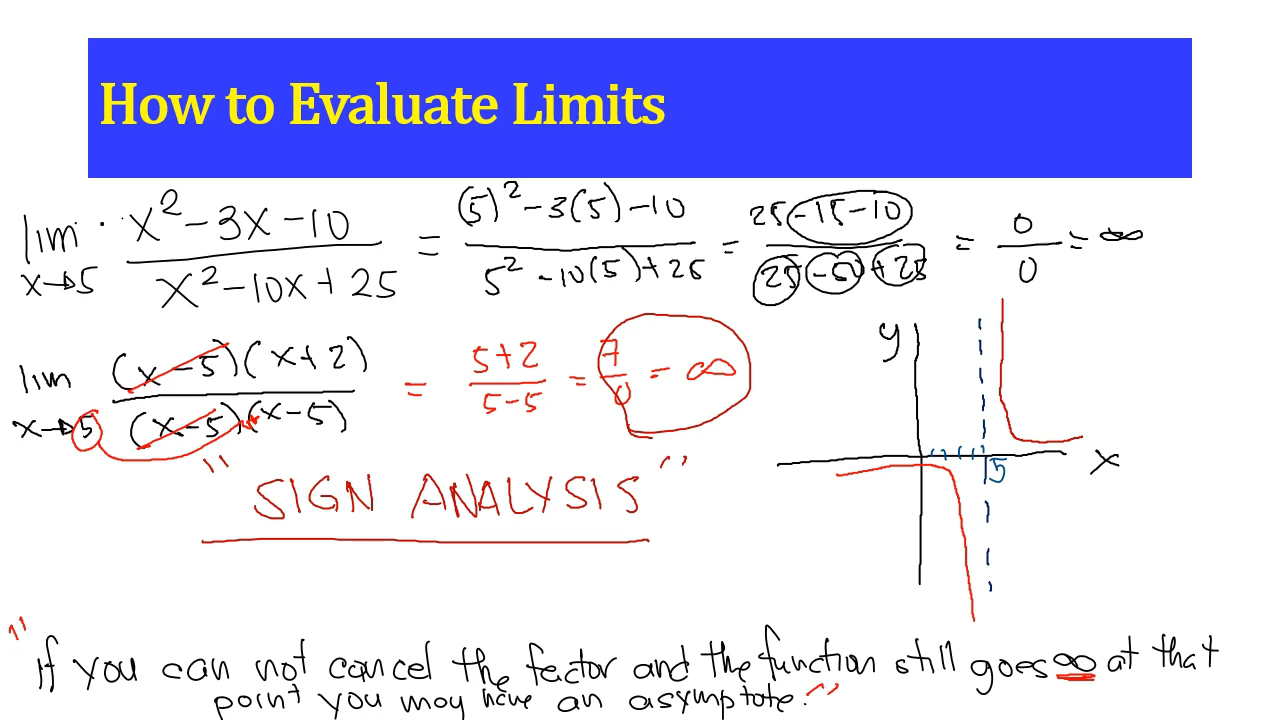 How to Evaluate Limits
lim x→5 x² - 3x - 10 / x² - 10x + 25 = (5)² - 3(5) - 10 / 5² - 10(5) + 25 = 25 - 15 - 10 / 25 - 50 + 25 = 0/0 = ∞
lim x→5 (x-5)(x+2) / (x-5)(x-5) = 5+2 / 5-5 = 7/0 = ∞
y
x
5
"SIGN ANALYSIS"
"If you can not cancel the factor and the function still goes ∞ at that
point you may have an asymptote."